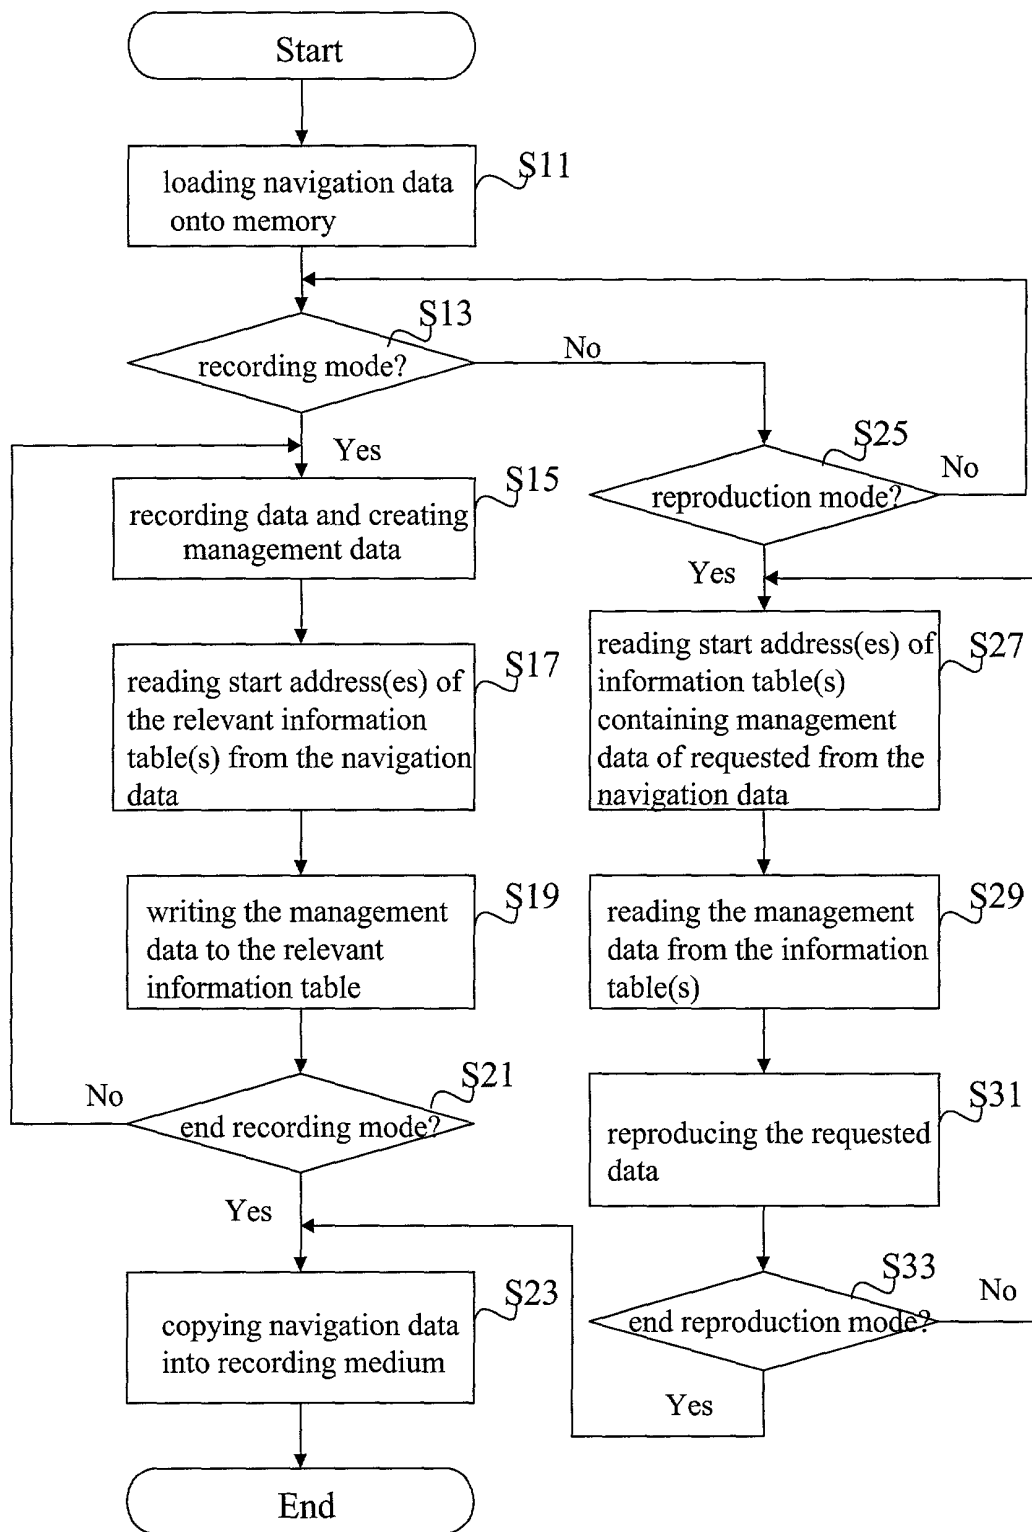 Start
loading navigation data
onto memory
S11
recording mode?
S13
No
Yes
reproduction mode?
S25
No
Yes
recording data and creating
management data
S15
reading start address(es) of
the relevant information
table(s) from the navigation
data
S17
reading start address(es) of
information table(s)
containing management
data of requested from the
navigation data
S27
writing the management
data to the relevant
information table
S19
reading the management
data from the information
table(s)
S29
end recording mode?
S21
No
Yes
reproducing the requested
data
S31
copying navigation data
into recording medium
S23
end reproduction mode?
S33
No
Yes
End